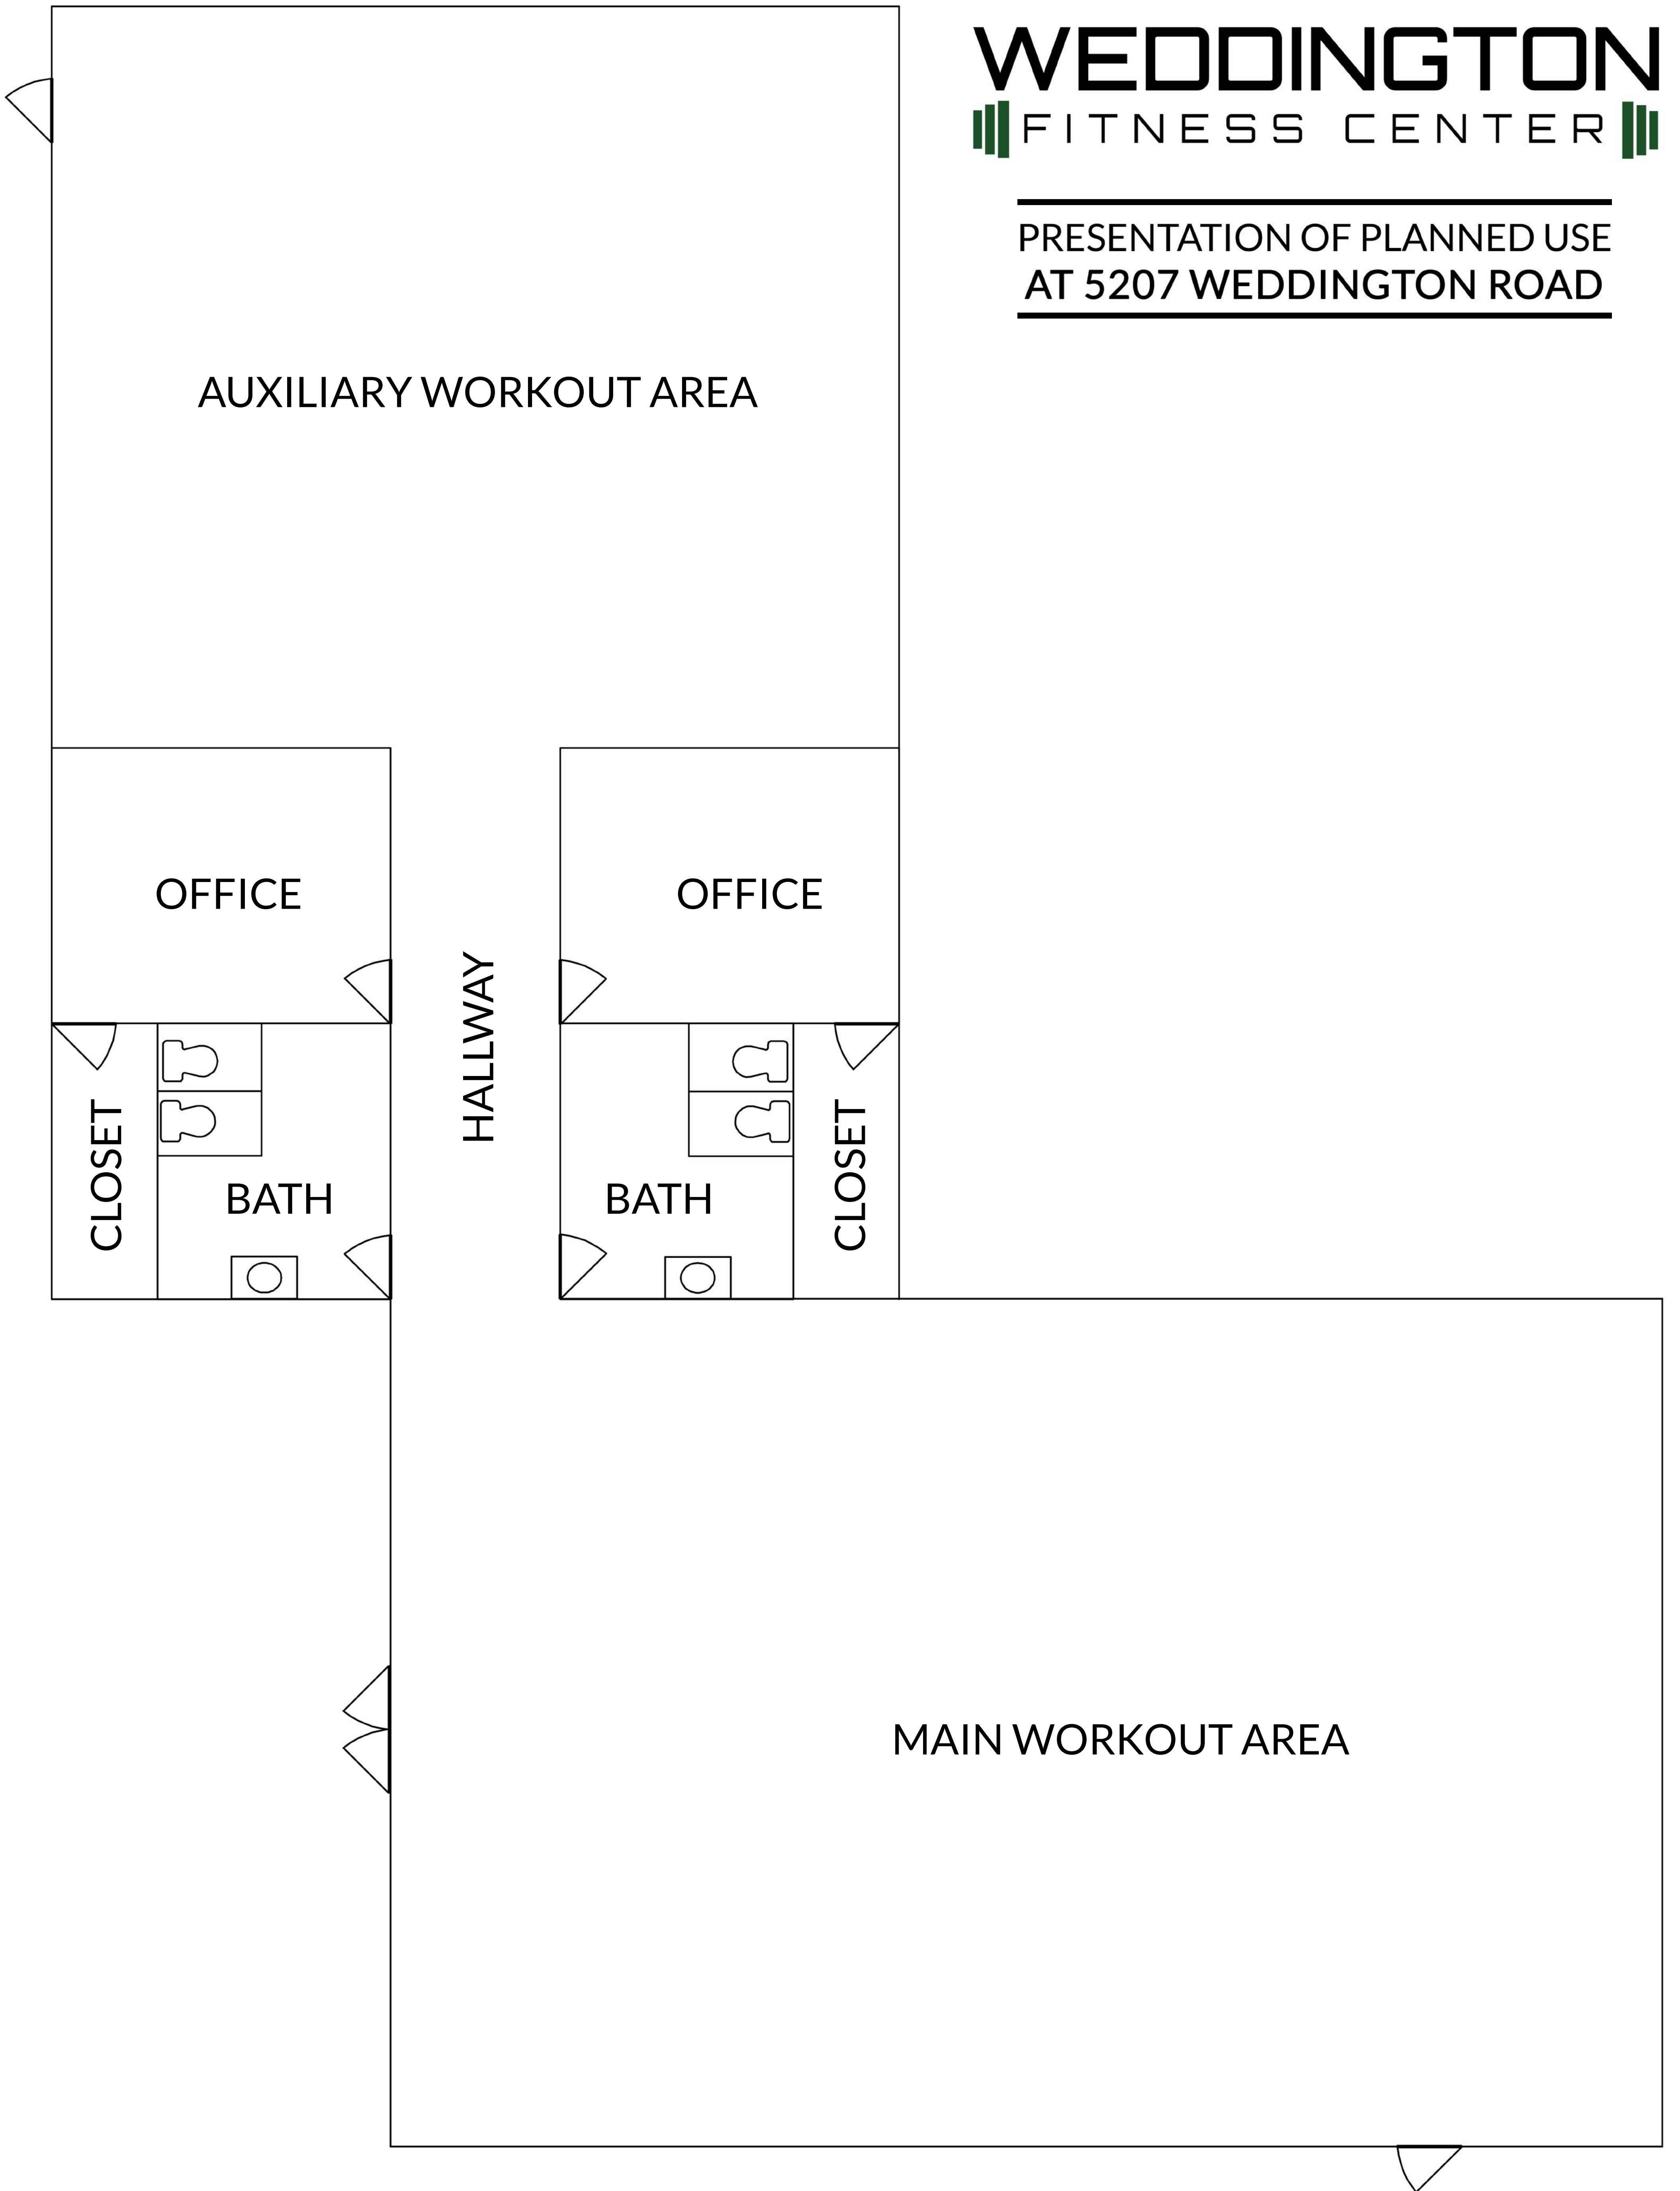 WEDDINGTON
FITNESS CENTER
PRESENTATION OF PLANNED USE
AT 5207 WEDDINGTON ROAD
AUXILIARY WORKOUT AREA
OFFICE
OFFICE
HALLWAY
CLOSET
BATH
BATH
CLOSET
MAIN WORKOUT AREA